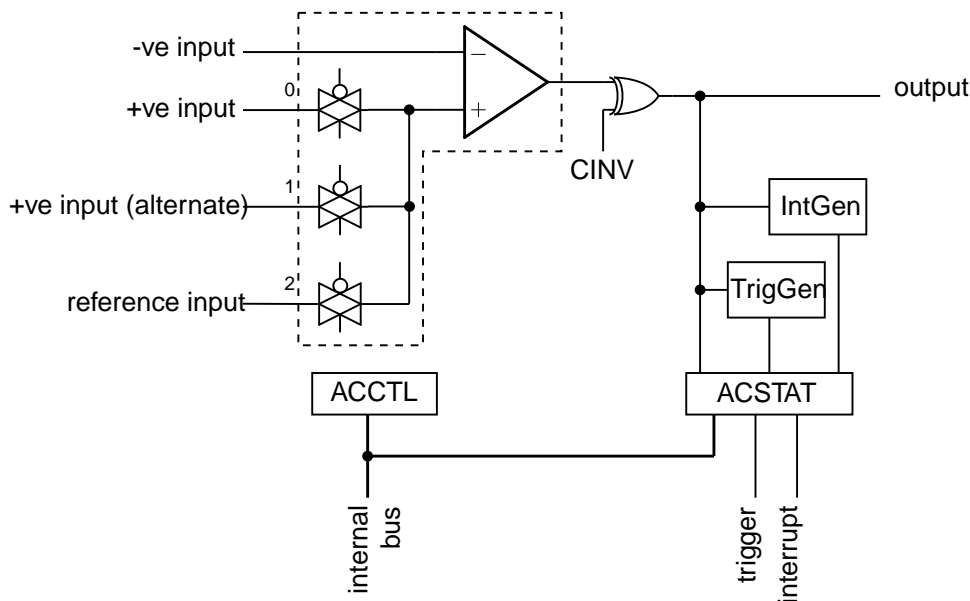 -ve input
−
output
0
+ve input
+
CINV
1
+ve input (alternate)
IntGen
2
reference input
TrigGen
ACCTL
ACSTAT
internal
bus
trigger
interrupt